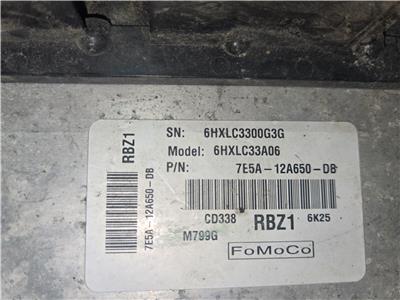 RBZ1
7E5A-12A650-DB
SN: 6HXLC3300G3G
Model: 6HXLC33A06
P/N: 7E5A-12A650-DB
CD338 RBZ1 6K25
M799G FoMoCo